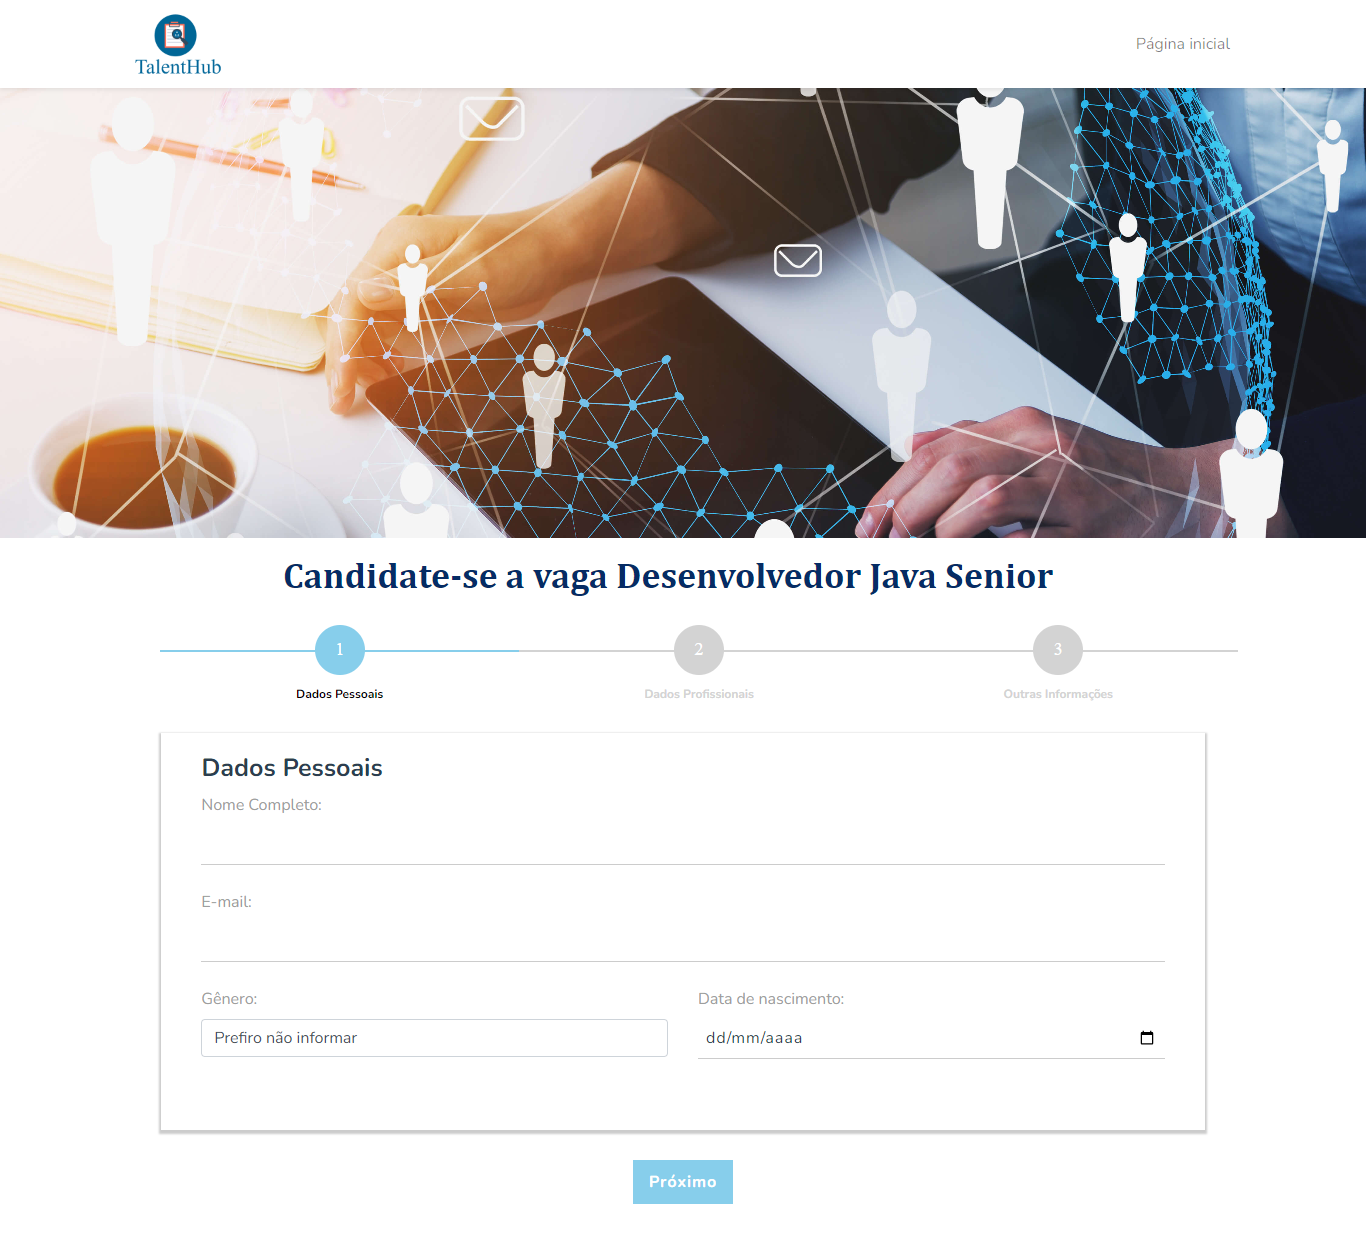 TalentHub
Página inicial
Candidate-se a vaga Desenvolvedor Java Senior
1
2
3
Dados Pessoais
Dados Profissionais
Outras Informações
Dados Pessoais
Nome Completo:
E-mail:
Gênero:
Data de nascimento:
Prefiro não informar
dd/mm/aaaa
Próximo